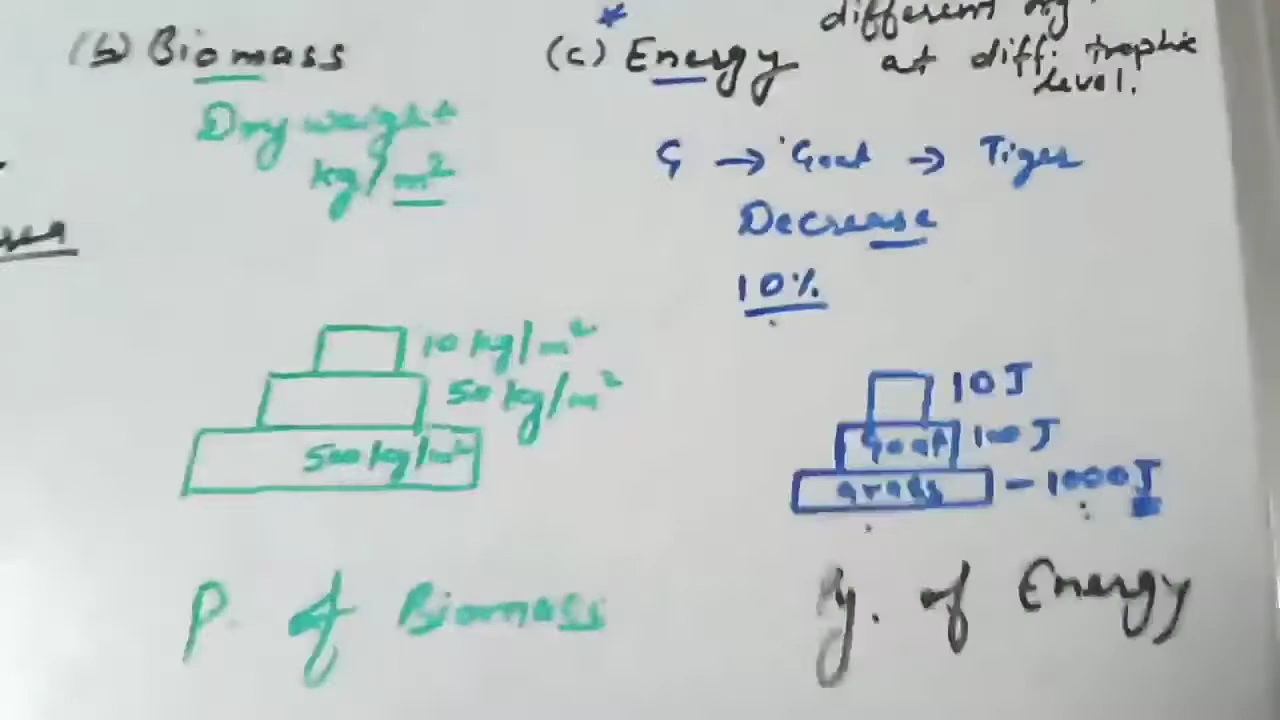 (b) Biomass
Dry weight
kg/m²
10 kg/m²
50 kg/m²
500 kg/m²
P. of Biomass
different
at diff. trophic
level.
(c) Energy
G → Goat → Tiger
Decrease
10%
10 J
Goat 100 J
Grass - 1000 J
Py. of Energy